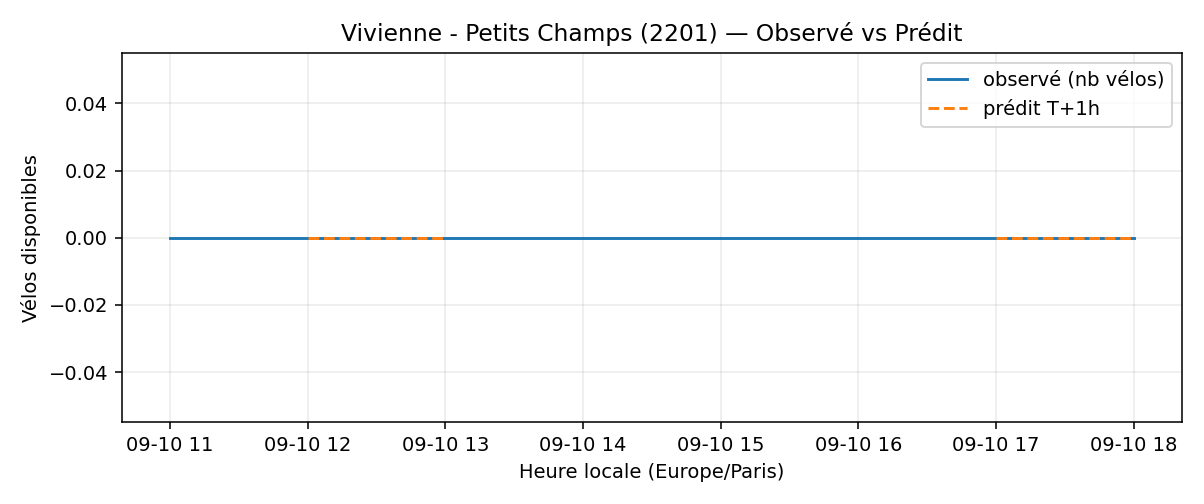 Vivienne - Petits Champs (2201) — Observé vs Prédit
observé (nb vélos)
prédit T+1h
Vélos disponibles
0.04
0.02
0.00
−0.02
−0.04
09-10 11
09-10 12
09-10 13
09-10 14
09-10 15
09-10 16
09-10 17
09-10 18
Heure locale (Europe/Paris)